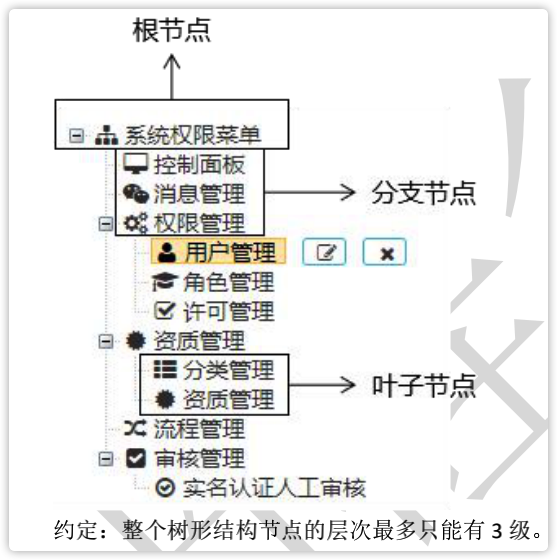 根节点
系统权限菜单
控制面板
消息管理
分支节点
权限管理
用户管理
角色管理
许可管理
资质管理
分类管理
叶子节点
资质管理
流程管理
审核管理
实名认证人工审核
约定：整个树形结构节点的层次最多只能有 3 级。